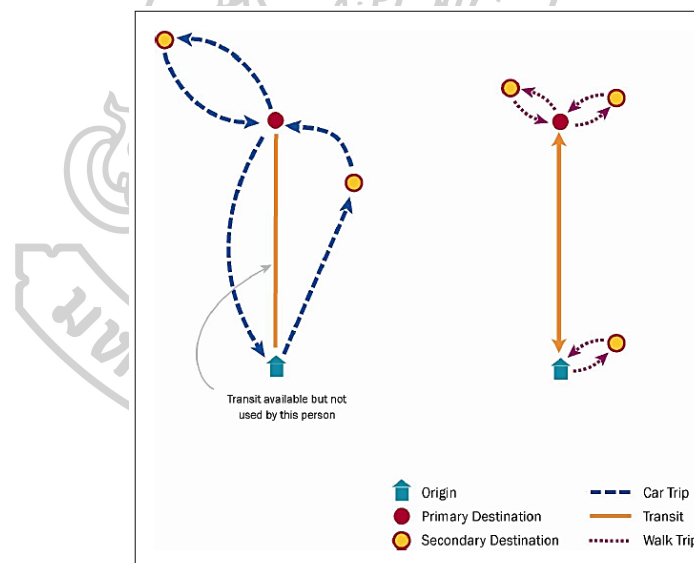 Transit available but not
used by this person
Origin
Primary Destination
Secondary Destination
Car Trip
Transit
Walk Trip